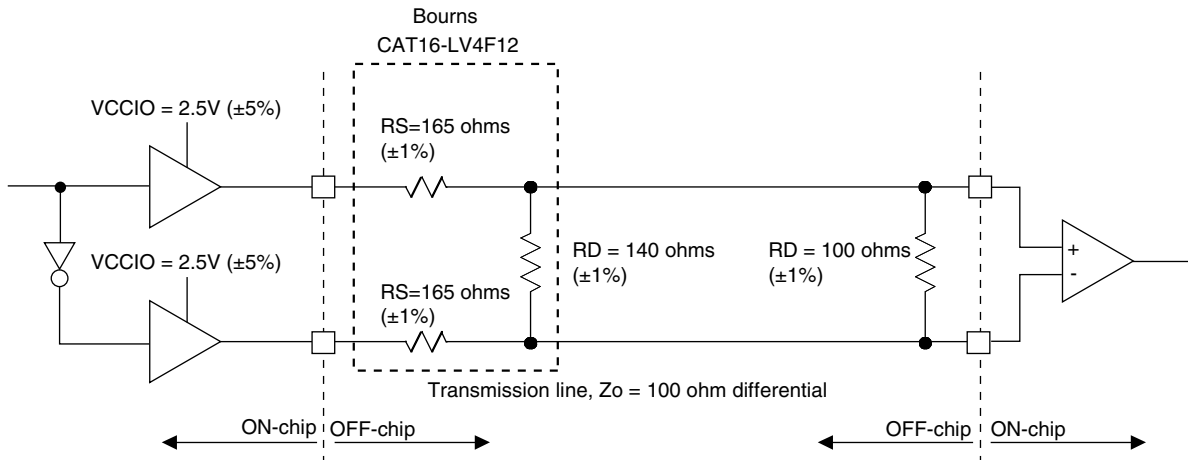 Bourns
CAT16-LV4F12
VCCIO = 2.5V (±5%)
RS=165 ohms
(±1%)
RD = 140 ohms
(±1%)
RD = 100 ohms
(±1%)
+
-
VCCIO = 2.5V (±5%)
RS=165 ohms
(±1%)
Transmission line, Zo = 100 ohm differential
ON-chip
OFF-chip
OFF-chip
ON-chip